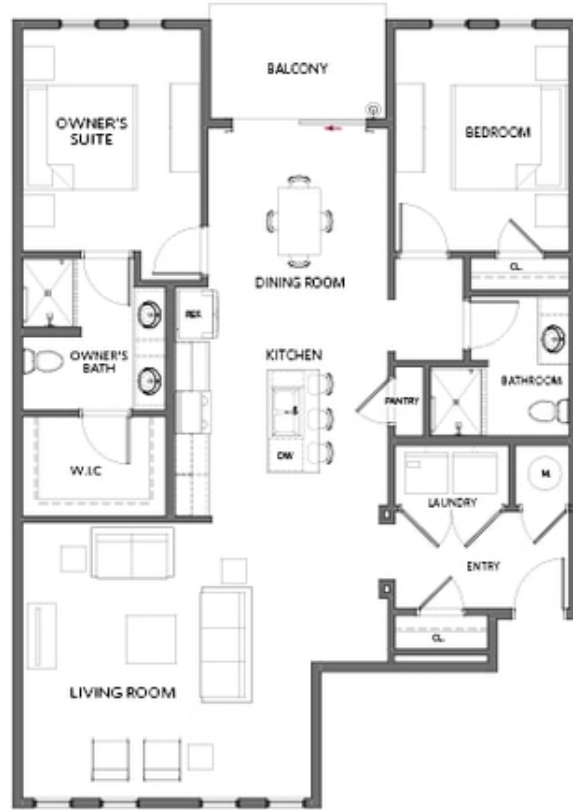 BALCONY
OWNER'S
SUITE
BEDROOM
DINING ROOM
CL.
REF.
KITCHEN
OWNER'S
BATH
BATHROOM
PANTRY
DW
W.I.C
M.
LAUNDRY
ENTRY
CL.
LIVING ROOM